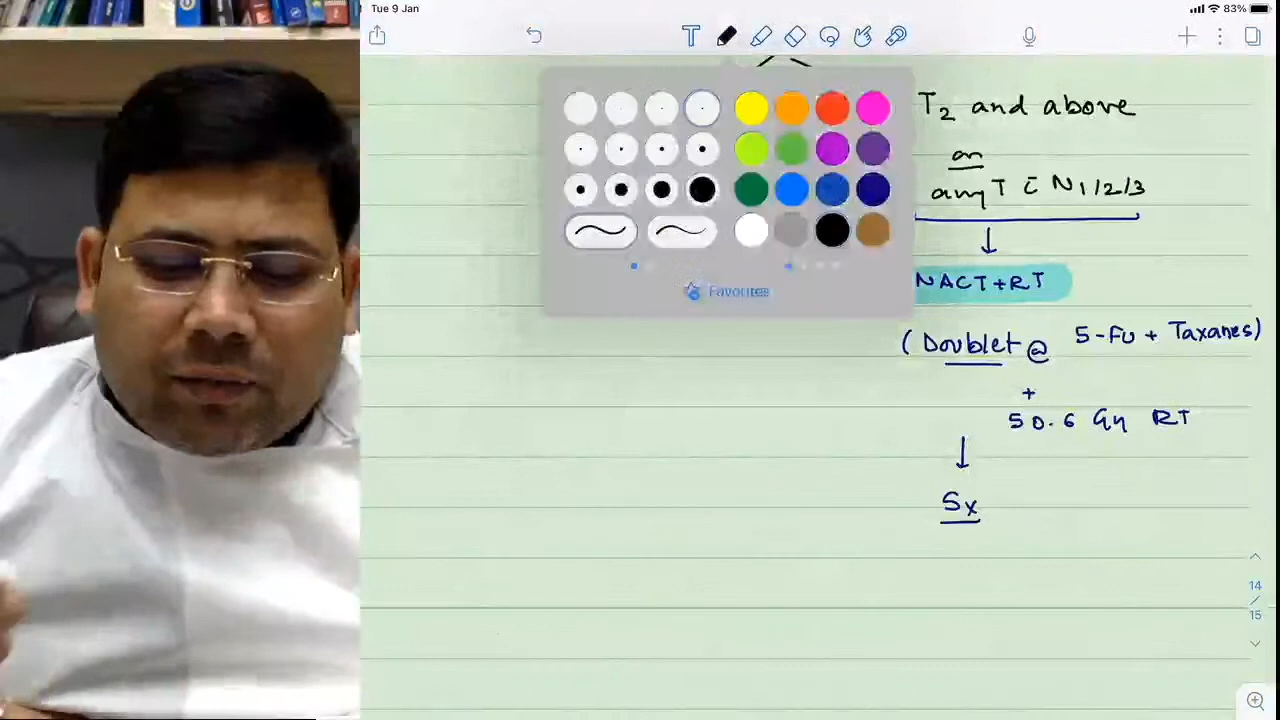 Tue 9 Jan
83%
T
T2 and above
or
any T c̄ N1/2/3
Favorites
NACT+RT
(Doublet @ 5-FU + Taxanes)
+
50.6 Gy RT
Sx
14
/
15